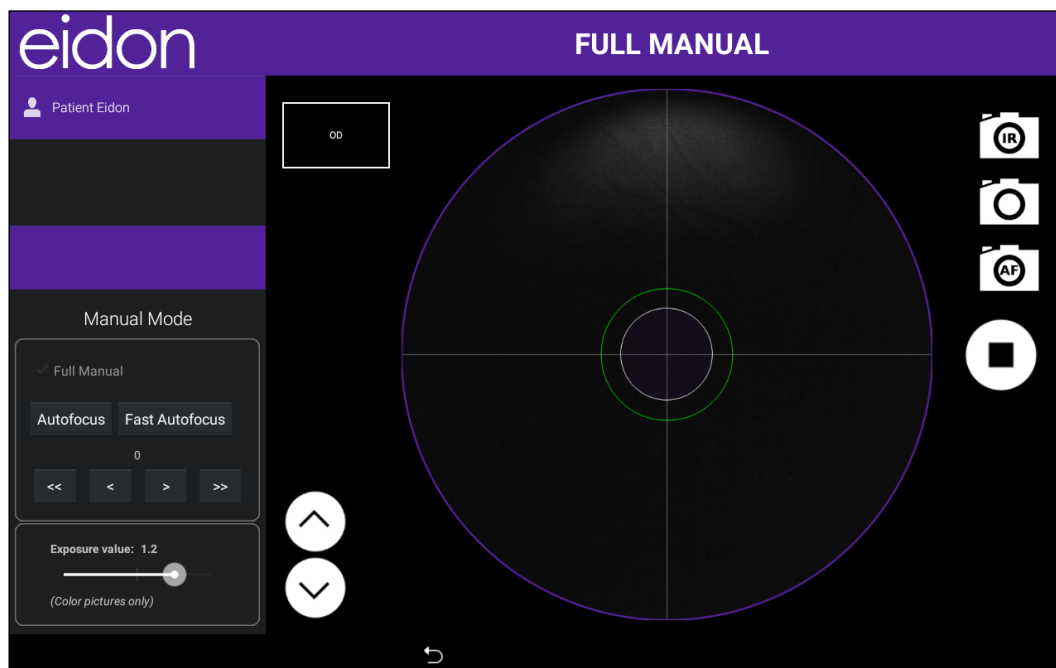 eidon
FULL MANUAL
Patient Eidon
OD
IR
AF
Manual Mode
Full Manual
Autofocus Fast Autofocus
0
<< < > >>
Exposure value: 1.2
(Color pictures only)